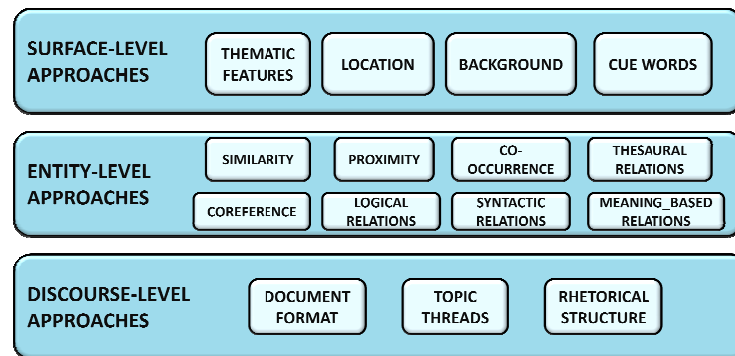 SURFACE-LEVEL
APPROACHES
THEMATIC
FEATURES
LOCATION
BACKGROUND
CUE WORDS
ENTITY-LEVEL
APPROACHES
SIMILARITY
PROXIMITY
CO-
OCCURRENCE
THESAURAL
RELATIONS
COREFERENCE
LOGICAL
RELATIONS
SYNTACTIC
RELATIONS
MEANING_BASED
RELATIONS
DISCOURSE-LEVEL
APPROACHES
DOCUMENT
FORMAT
TOPIC
THREADS
RHETORICAL
STRUCTURE